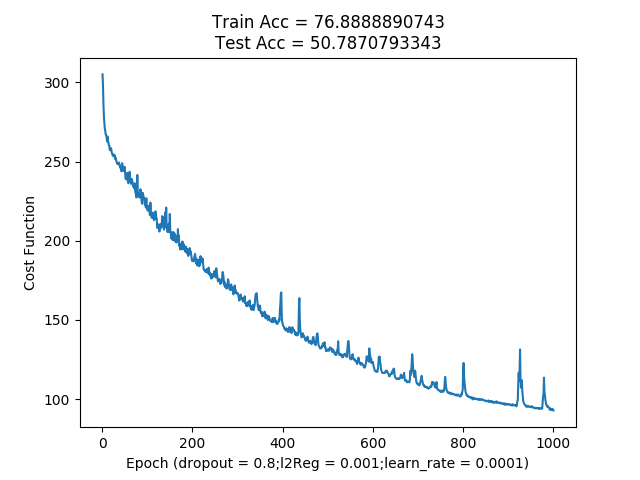 Train Acc = 76.8888890743
Test Acc = 50.7870793343
300
250
200
150
100
Cost Function
0 200 400 600 800 1000
Epoch (dropout = 0.8;l2Reg = 0.001;learn_rate = 0.0001)